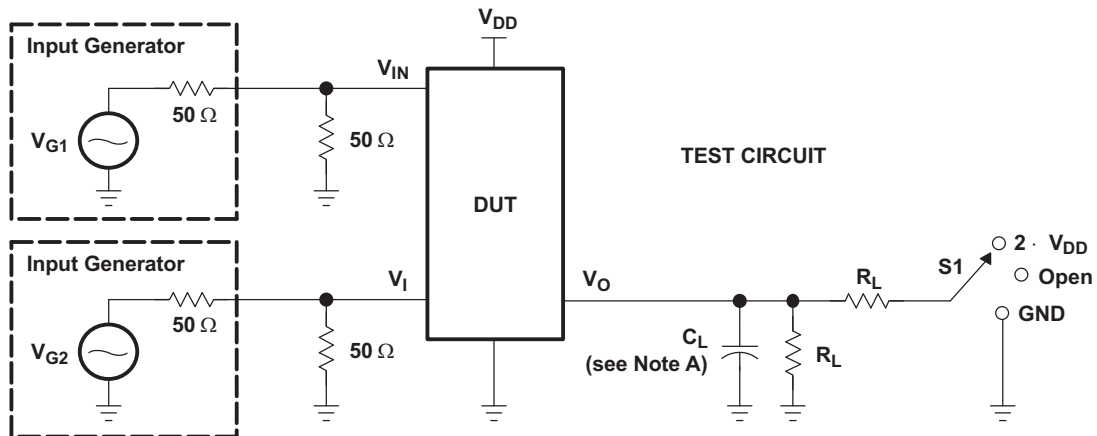 V_DD
Input Generator
V_IN
50 Ω
V_G1
50 Ω
TEST CIRCUIT
DUT
Input Generator
V_I
V_O
50 Ω
V_G2
50 Ω
C_L
(see Note A)
R_L
R_L
S1
2 · V_DD
Open
GND